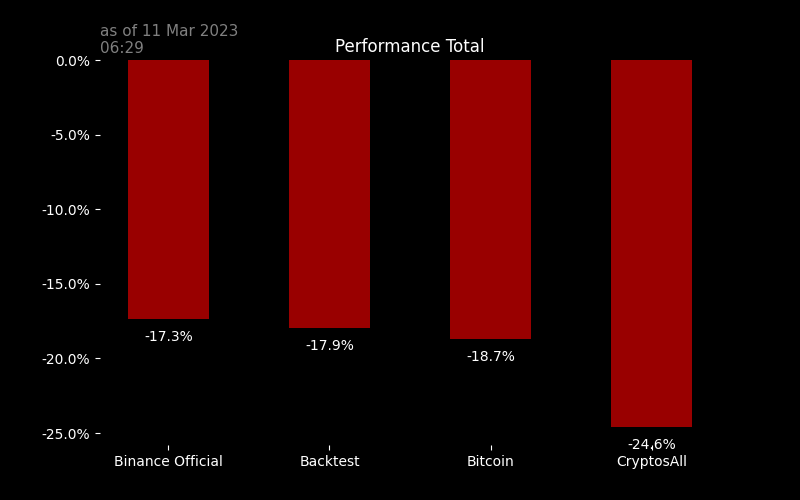 as of 11 Mar 2023
06:29
Performance Total
0.0%
-5.0%
-10.0%
-15.0%
-20.0%
-25.0%
-17.3%
-17.9%
-18.7%
-24.6%
Binance Official
Backtest
Bitcoin
CryptosAll